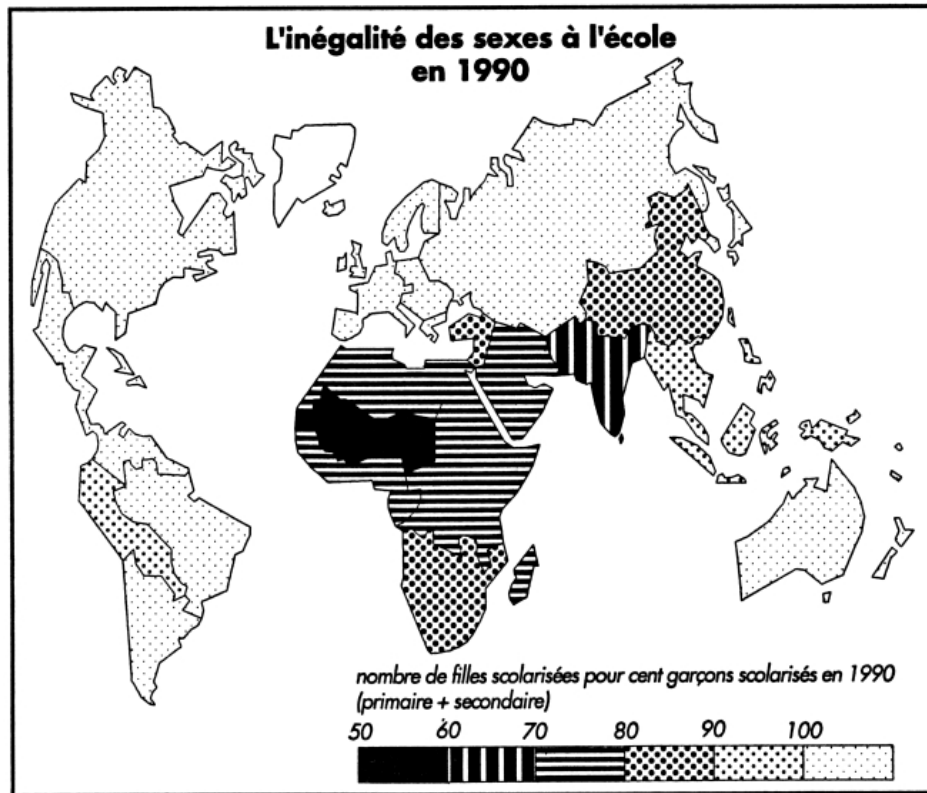 L'inégalité des sexes à l'école
en 1990
nombre de filles scolarisées pour cent garçons scolarisés en 1990
(primaire + secondaire)
50 60 70 80 90 100